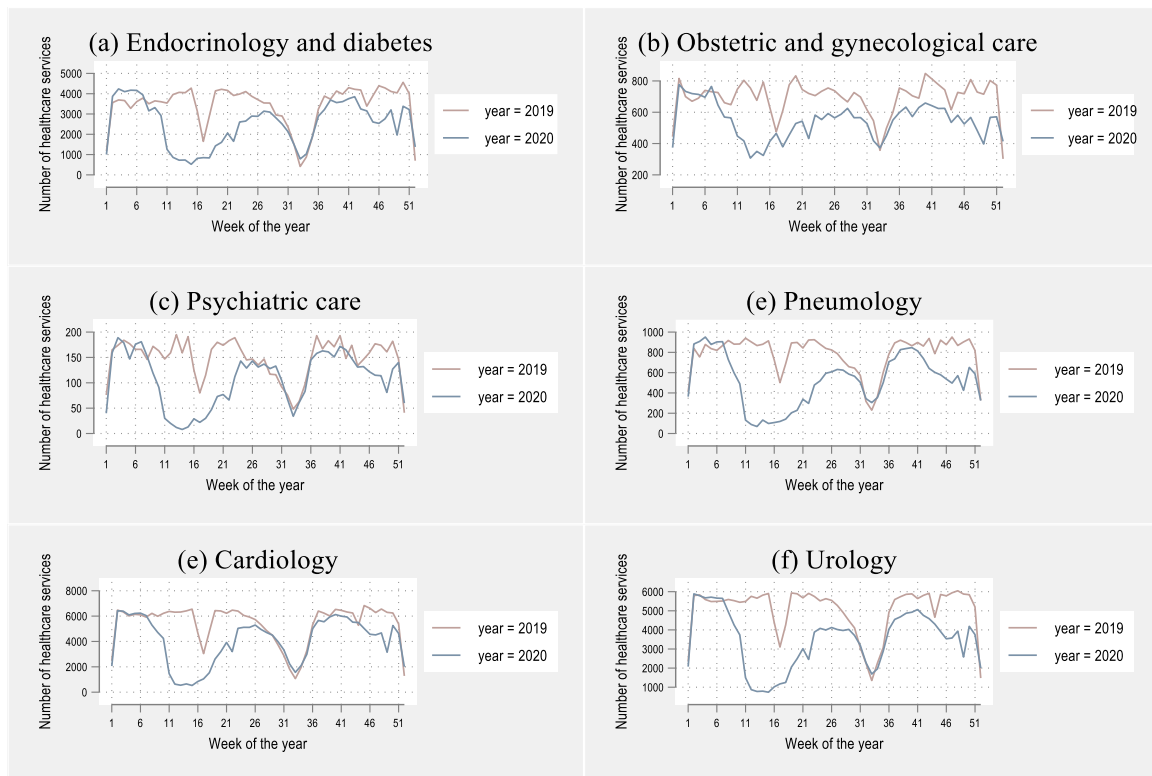 (a) Endocrinology and diabetes
Number of healthcare services
5000
4000
3000
2000
1000
0
1 6 11 16 21 26 31 36 41 46 51
Week of the year
year = 2019
year = 2020
(b) Obstetric and gynecological care
Number of healthcare services
800
600
400
200
1 6 11 16 21 26 31 36 41 46 51
Week of the year
year = 2019
year = 2020
(c) Psychiatric care
Number of healthcare services
200
150
100
50
0
1 6 11 16 21 26 31 36 41 46 51
Week of the year
year = 2019
year = 2020
(e) Pneumology
Number of healthcare services
1000
800
600
400
200
0
1 6 11 16 21 26 31 36 41 46 51
Week of the year
year = 2019
year = 2020
(e) Cardiology
Number of healthcare services
8000
6000
4000
2000
0
1 6 11 16 21 26 31 36 41 46 51
Week of the year
year = 2019
year = 2020
(f) Urology
Number of healthcare services
6000
5000
4000
3000
2000
1000
1 6 11 16 21 26 31 36 41 46 51
Week of the year
year = 2019
year = 2020